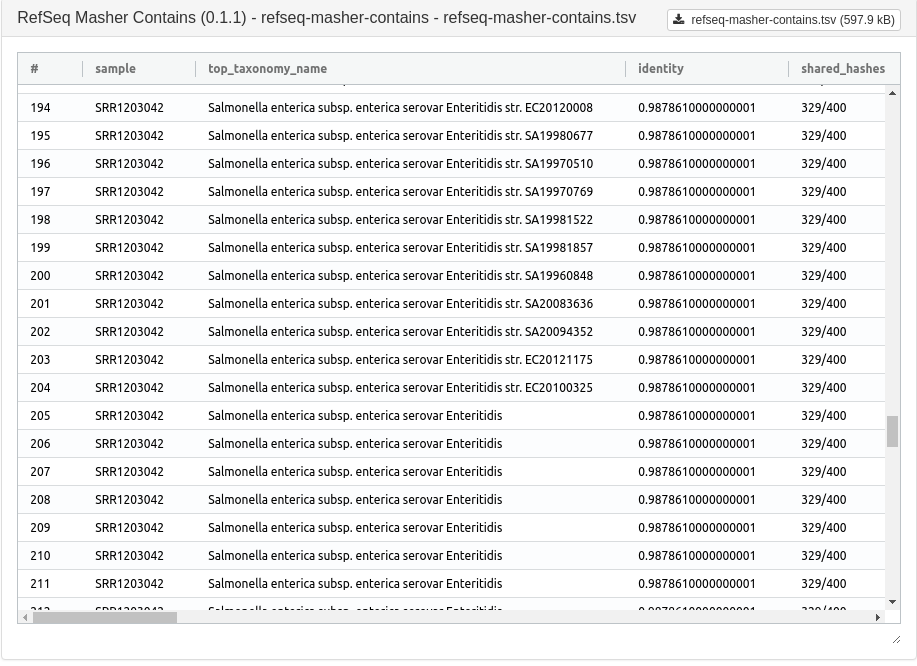 RefSeq Masher Contains (0.1.1) - refseq-masher-contains - refseq-masher-contains.tsv refseq-masher-contains.tsv (597.9 kB)
# sample top_taxonomy_name identity shared_hashes
194 SRR1203042 Salmonella enterica subsp. enterica serovar Enteritidis str. EC20120008 0.9878610000000001 329/400
195 SRR1203042 Salmonella enterica subsp. enterica serovar Enteritidis str. SA19980677 0.9878610000000001 329/400
196 SRR1203042 Salmonella enterica subsp. enterica serovar Enteritidis str. SA19970510 0.9878610000000001 329/400
197 SRR1203042 Salmonella enterica subsp. enterica serovar Enteritidis str. SA19970769 0.9878610000000001 329/400
198 SRR1203042 Salmonella enterica subsp. enterica serovar Enteritidis str. SA19981522 0.9878610000000001 329/400
199 SRR1203042 Salmonella enterica subsp. enterica serovar Enteritidis str. SA19981857 0.9878610000000001 329/400
200 SRR1203042 Salmonella enterica subsp. enterica serovar Enteritidis str. SA19960848 0.9878610000000001 329/400
201 SRR1203042 Salmonella enterica subsp. enterica serovar Enteritidis str. SA20083636 0.9878610000000001 329/400
202 SRR1203042 Salmonella enterica subsp. enterica serovar Enteritidis str. SA20094352 0.9878610000000001 329/400
203 SRR1203042 Salmonella enterica subsp. enterica serovar Enteritidis str. EC20121175 0.9878610000000001 329/400
204 SRR1203042 Salmonella enterica subsp. enterica serovar Enteritidis str. EC20100325 0.9878610000000001 329/400
205 SRR1203042 Salmonella enterica subsp. enterica serovar Enteritidis 0.9878610000000001 329/400
206 SRR1203042 Salmonella enterica subsp. enterica serovar Enteritidis 0.9878610000000001 329/400
207 SRR1203042 Salmonella enterica subsp. enterica serovar Enteritidis 0.9878610000000001 329/400
208 SRR1203042 Salmonella enterica subsp. enterica serovar Enteritidis 0.9878610000000001 329/400
209 SRR1203042 Salmonella enterica subsp. enterica serovar Enteritidis 0.9878610000000001 329/400
210 SRR1203042 Salmonella enterica subsp. enterica serovar Enteritidis 0.9878610000000001 329/400
211 SRR1203042 Salmonella enterica subsp. enterica serovar Enteritidis 0.9878610000000001 329/400